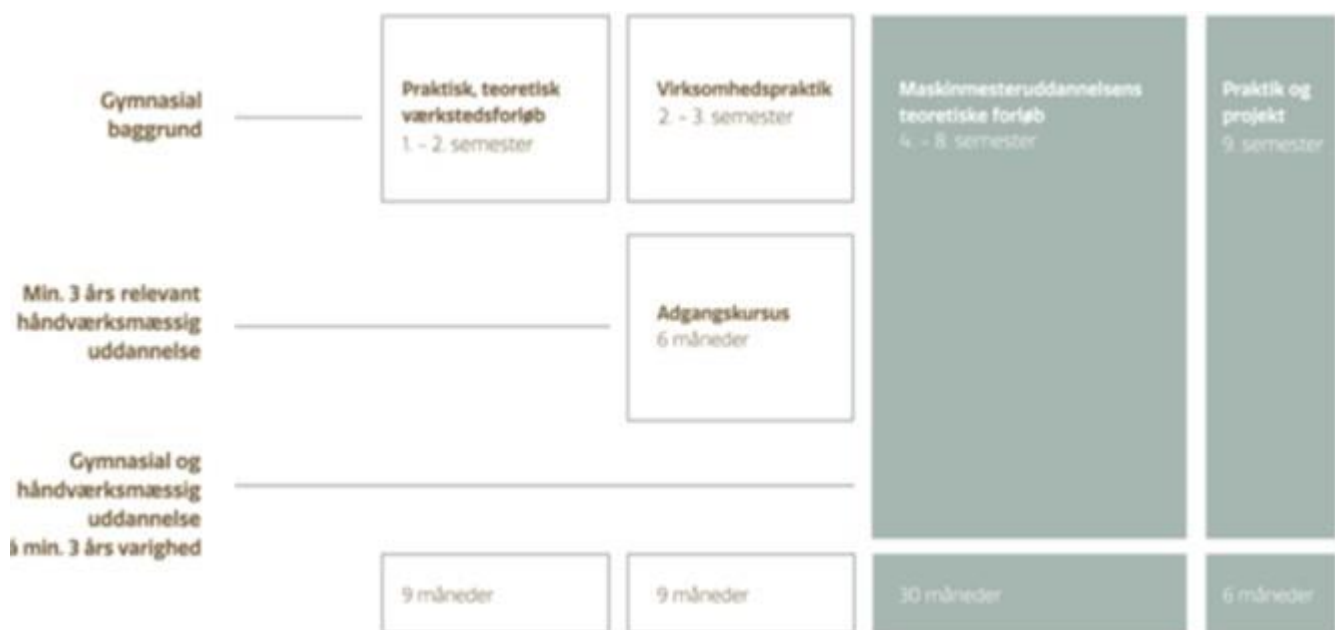 Gymnasial
baggrund
Praktisk, teoretisk
værkstedsforløb
1. - 2. semester
Virksomhedspraktik
2. - 3. semester
Maskinmesteruddannelsens
teoretiske forløb
4. - 8. semester
Praktik og
projekt
9. semester
Min. 3 års relevant
håndværksmæssig
uddannelse
Adgangskursus
6 måneder
Gymnasial og
håndværksmæssig
uddannelse
min. 3 års varighed
9 måneder
9 måneder
30 måneder
6 måneder